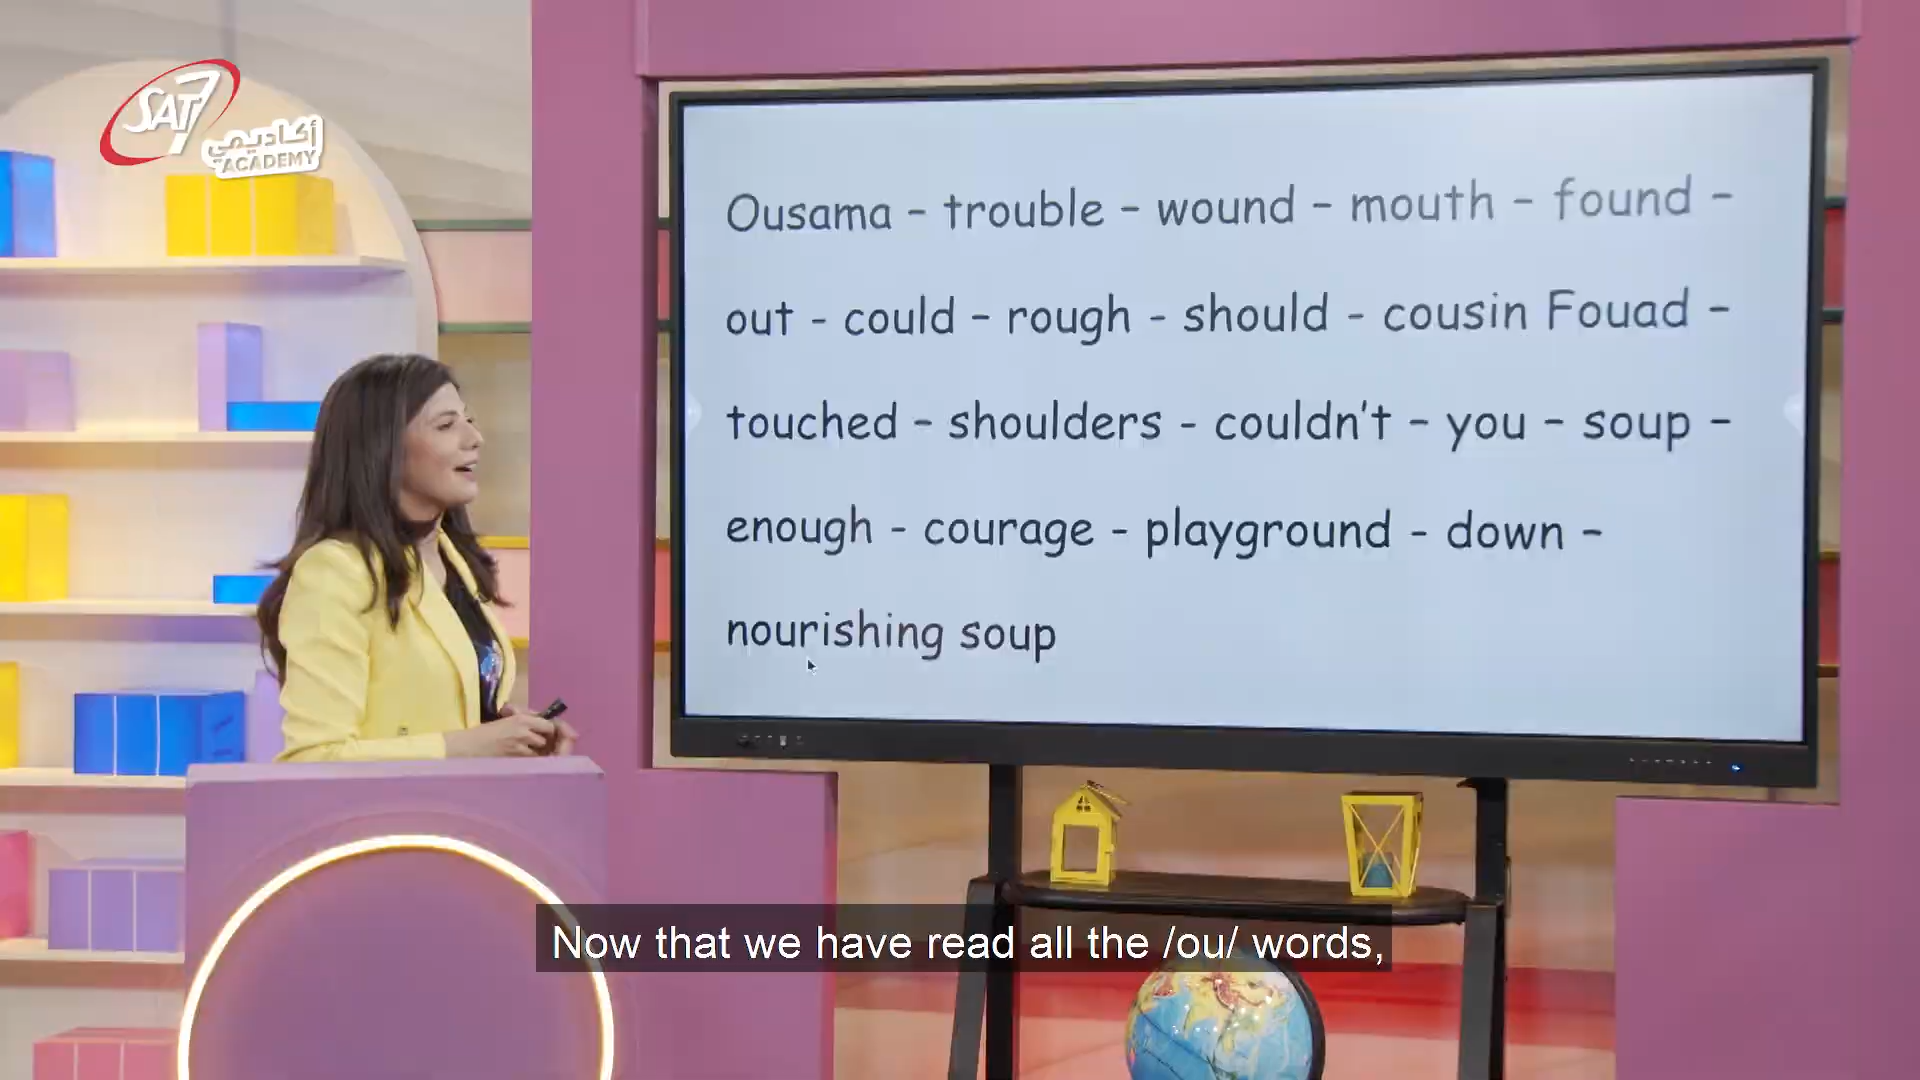 SAT7
أكاديمي
ACADEMY
Ousama – trouble – wound – mouth – found –
out - could – rough - should - cousin Fouad –
touched – shoulders - couldn't – you – soup –
enough - courage - playground - down –
nourishing soup
Now that we have read all the /ou/ words,